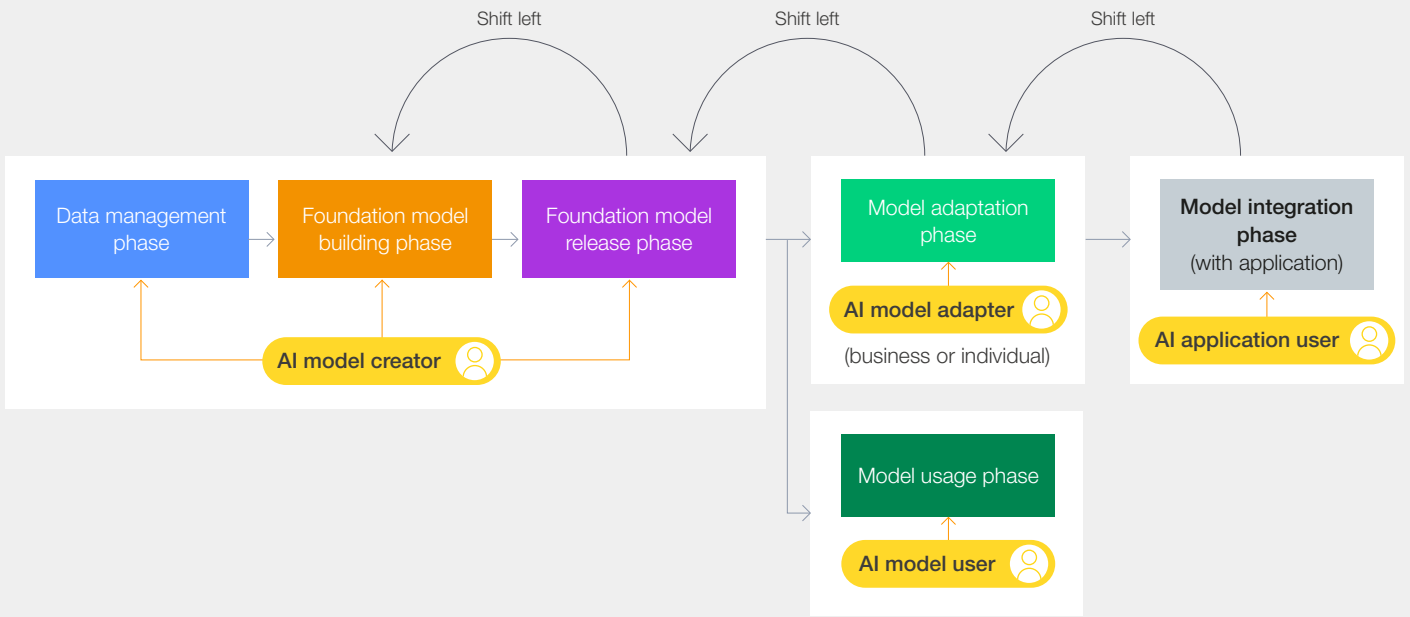 Shift left
Shift left
Shift left
Data management
phase
Foundation model
building phase
Foundation model
release phase
Model adaptation
phase
Model integration
phase
(with application)
AI model creator
AI model adapter
(business or individual)
AI application user
Model usage phase
AI model user